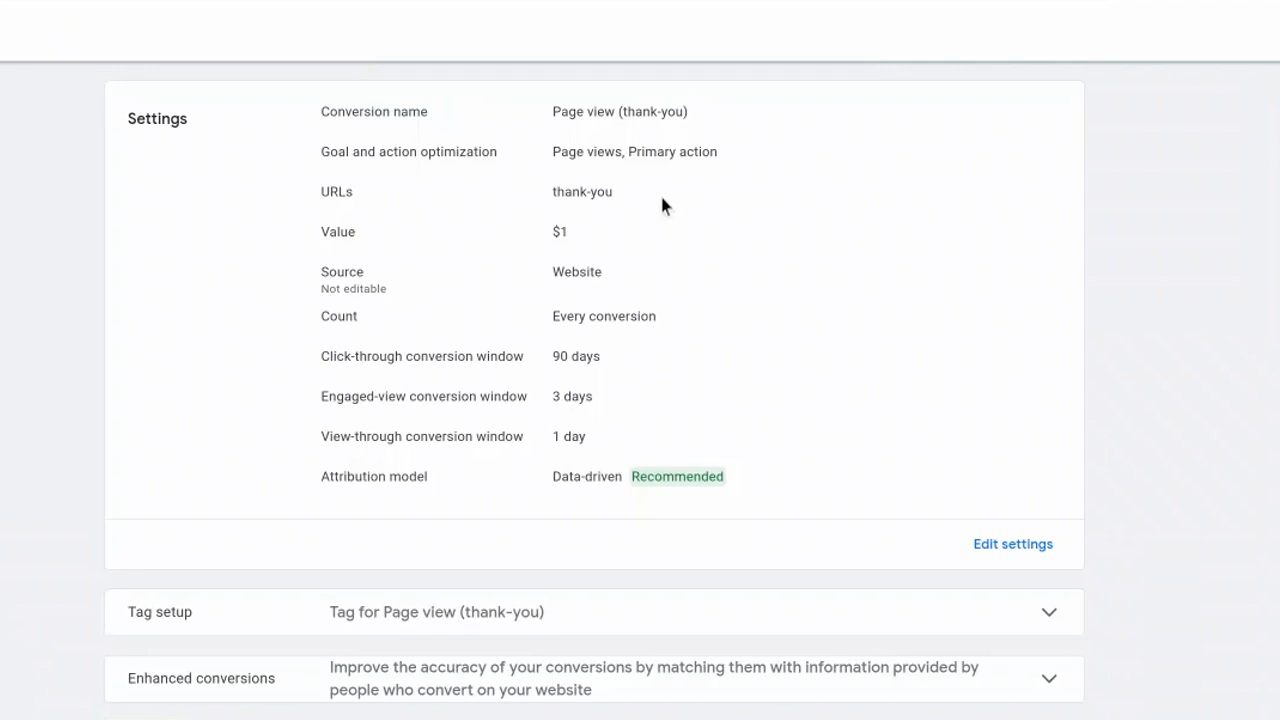 Settings
Conversion name Page view (thank-you)
Goal and action optimization Page views, Primary action
URLs thank-you
Value $1
Source Website
Not editable
Count Every conversion
Click-through conversion window 90 days
Engaged-view conversion window 3 days
View-through conversion window 1 day
Attribution model Data-driven Recommended
Edit settings
Tag setup Tag for Page view (thank-you)
Enhanced conversions Improve the accuracy of your conversions by matching them with information provided by
people who convert on your website